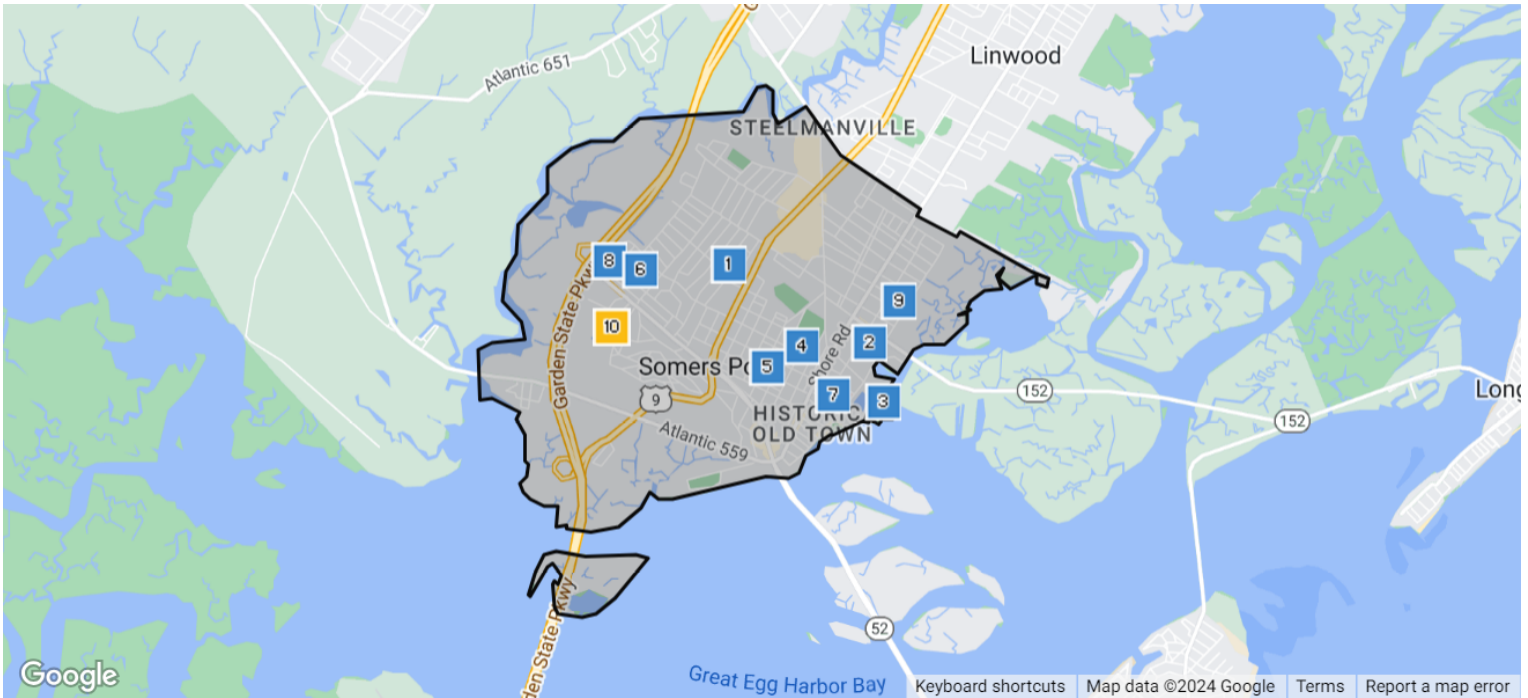 Linwood
Atlantic 651
STEELMANVILLE
Garden State Pkwy
8
6
1
9
10
4
2
5
Somers Po
Shore Rd
7
3
9
HISTORIC
OLD TOWN
Atlantic 559
152
152
Long
den State Pkwy
52
Great Egg Harbor Bay
Google
Keyboard shortcuts
Map data ©2024 Google
Terms
Report a map error